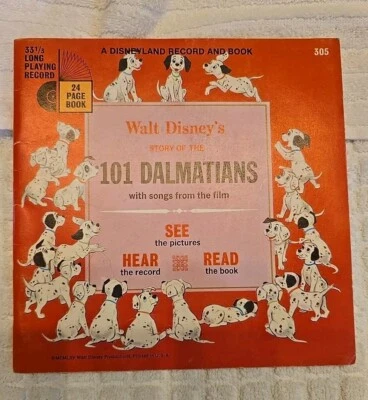 33⅓
LONG
PLAYING
RECORD
24
PAGE
BOOK
A DISNEYLAND RECORD AND BOOK
305
Walt Disney's
STORY OF THE
101 DALMATIANS
with songs from the film
SEE
the pictures
HEAR
the record
READ
the book